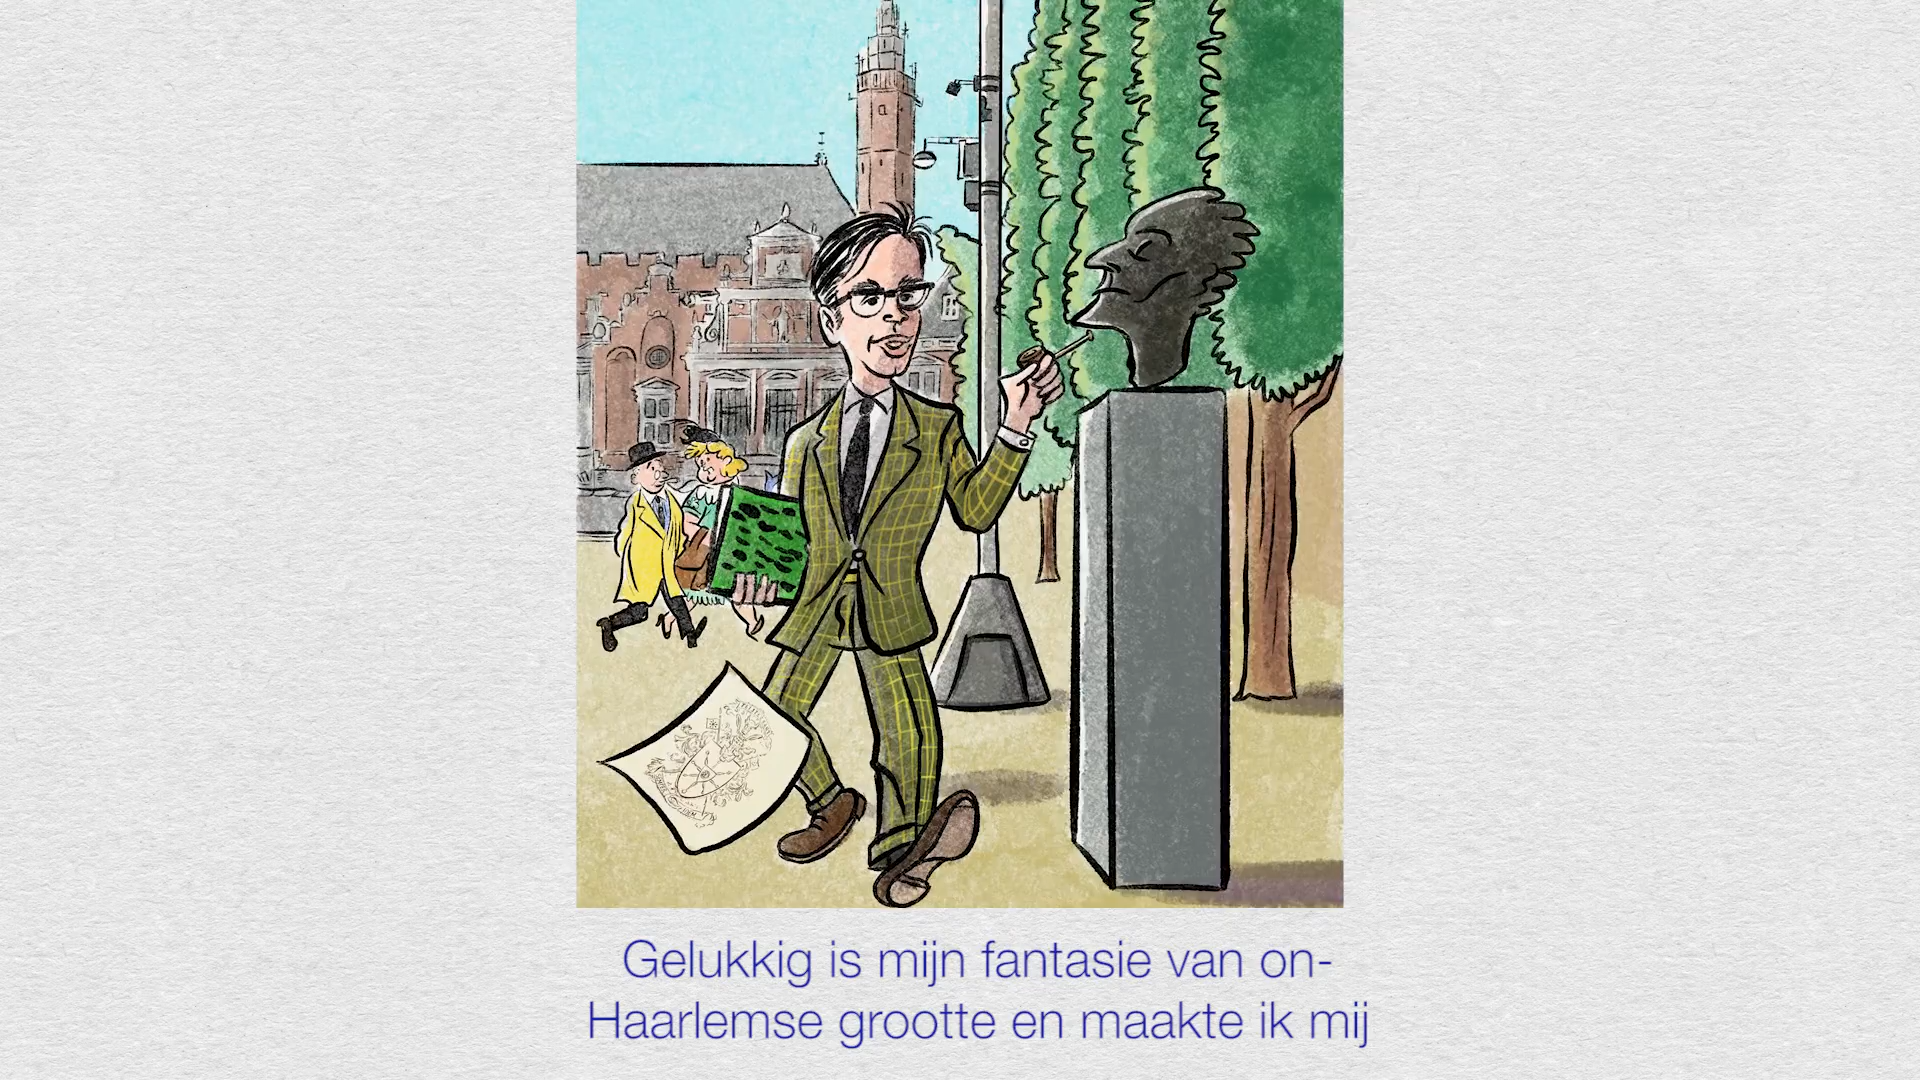 Gelukkig is mijn fantasie van on-
Haarlemse grootte en maakte ik mij